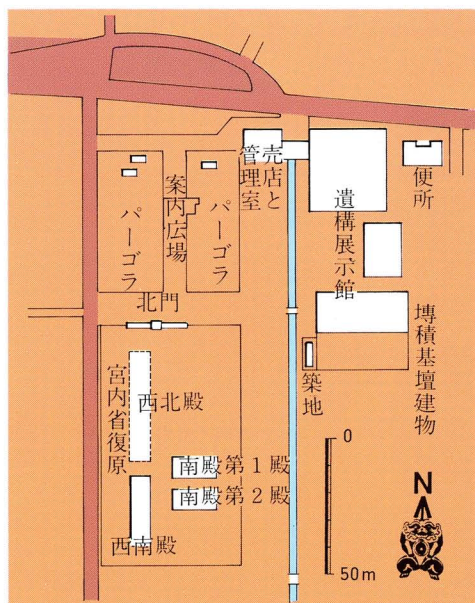 売店と
管理室
便所
遺構展示館
案内広場
パーゴラ
パーゴラ
北門
塼積基壇建物
築地
宮内省復原
西北殿
南殿第1殿
南殿第2殿
西南殿
0
50m
N